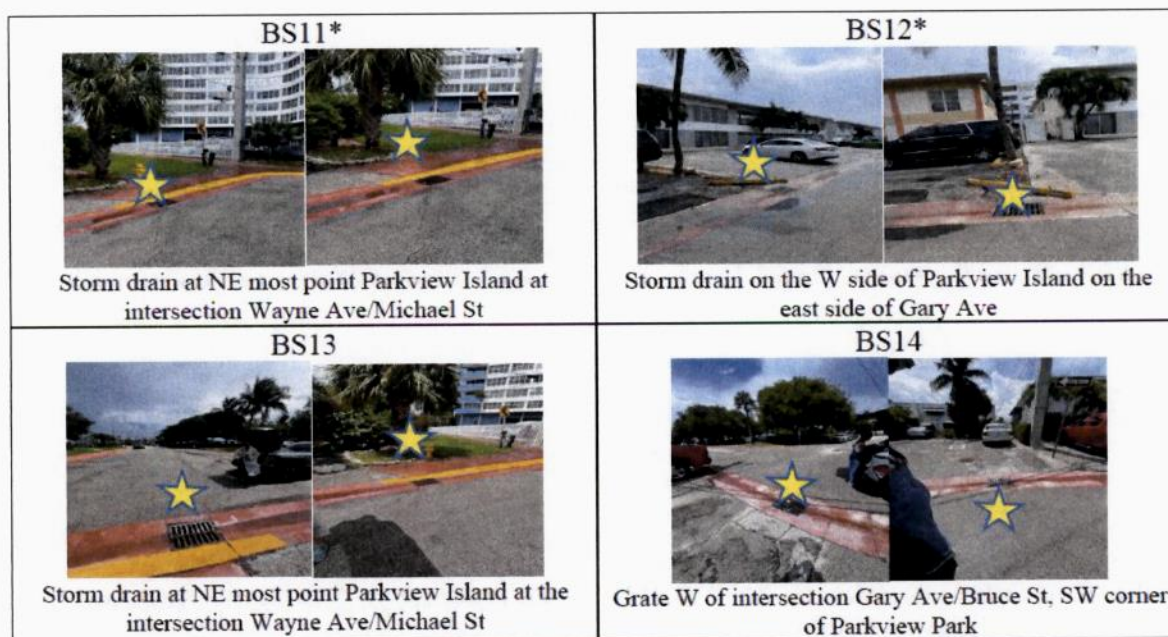 BS11*
Storm drain at NE most point Parkview Island at
intersection Wayne Ave/Michael St
BS12*
Storm drain on the W side of Parkview Island on the
east side of Gary Ave
BS13
Storm drain at NE most point Parkview Island at the
intersection Wayne Ave/Michael St
BS14
Grate W of intersection Gary Ave/Bruce St, SW corner
of Parkview Park